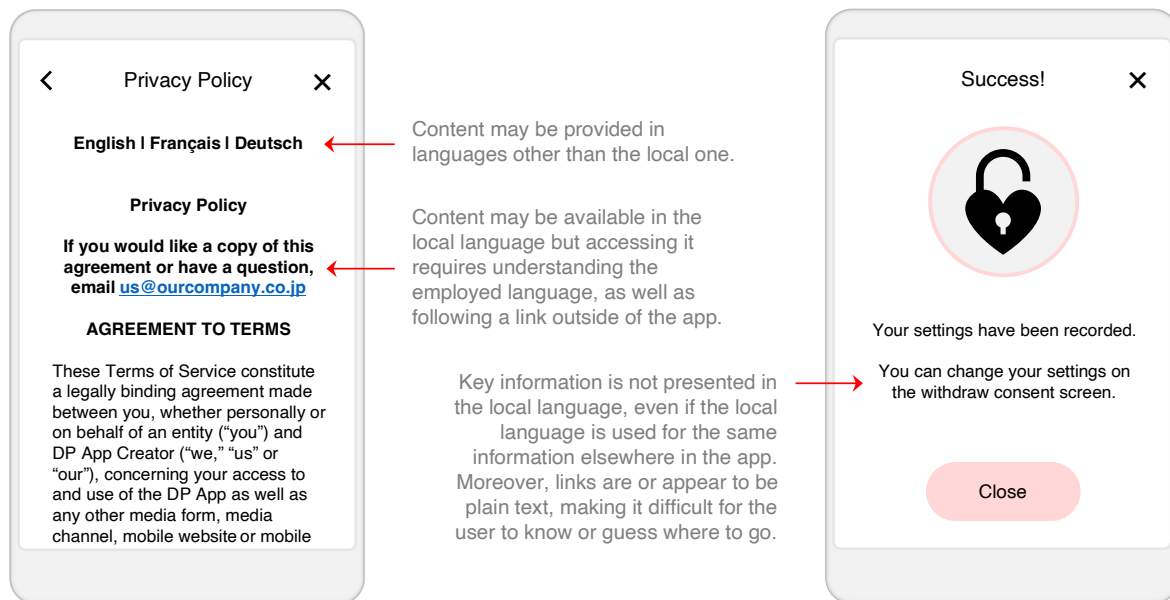 Privacy Policy
English | Français | Deutsch
Privacy Policy
If you would like a copy of this
agreement or have a question,
email us@ourcompany.co.jp
AGREEMENT TO TERMS
These Terms of Service constitute
a legally binding agreement made
between you, whether personally or
on behalf of an entity (“you”) and
DP App Creator (“we,” “us” or
“our”), concerning your access to
and use of the DP App as well as
any other media form, media
channel, mobile website or mobile
Content may be provided in
languages other than the local one.
Content may be available in the
local language but accessing it
requires understanding the
employed language, as well as
following a link outside of the app.
Key information is not presented in
the local language, even if the local
language is used for the same
information elsewhere in the app.
Moreover, links are or appear to be
plain text, making it difficult for the
user to know or guess where to go.
Success!
Your settings have been recorded.
You can change your settings on
the withdraw consent screen.
Close